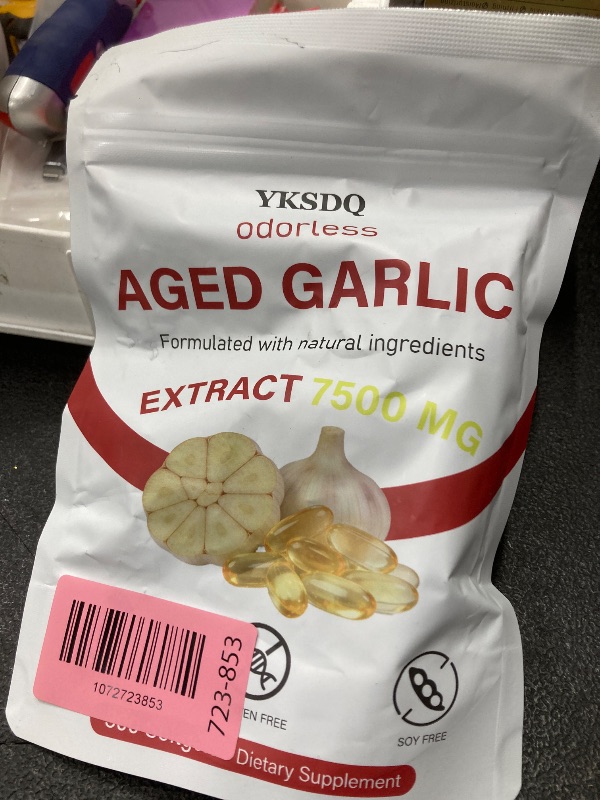 YKSDQ
odorless
AGED GARLIC
Formulated with natural ingredients
EXTRACT 7500 MG
1072723853
723-853
EN FREE
SOY FREE
Dietary Supplement